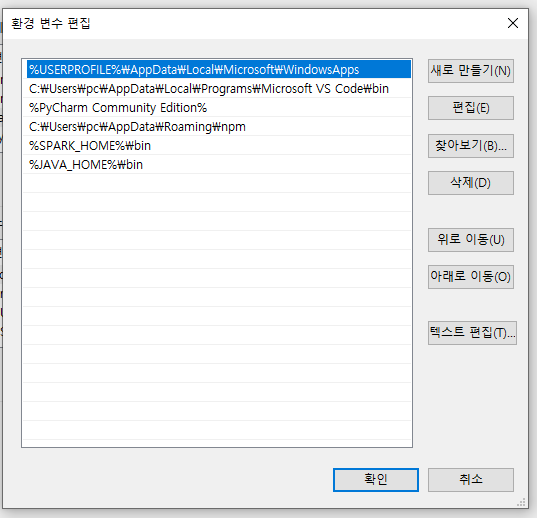 환경 변수 편집
%USERPROFILE%₩AppData₩Local₩Microsoft₩WindowsApps
C:₩Users₩pc₩AppData₩Local₩Programs₩Microsoft VS Code₩bin
%PyCharm Community Edition%
C:₩Users₩pc₩AppData₩Roaming₩npm
%SPARK_HOME%₩bin
%JAVA_HOME%₩bin
새로 만들기(N)
편집(E)
찾아보기(B)...
삭제(D)
위로 이동(U)
아래로 이동(O)
텍스트 편집(T)...
확인
취소